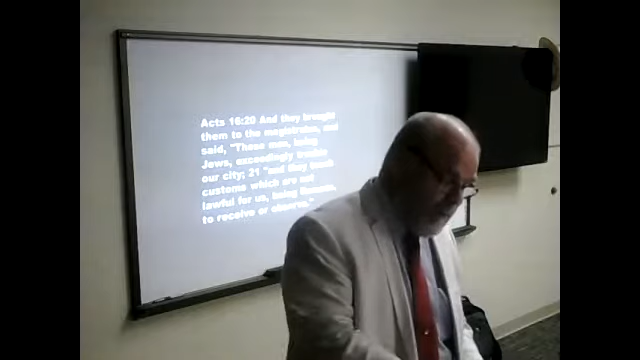 Acts 16:20 And they brought
them to the magistrates, and
said, "These men, being
Jews, exceedingly trouble
our city; 21 "and they teach
customs which are not
lawful for us, being Romans,
to receive or observe."